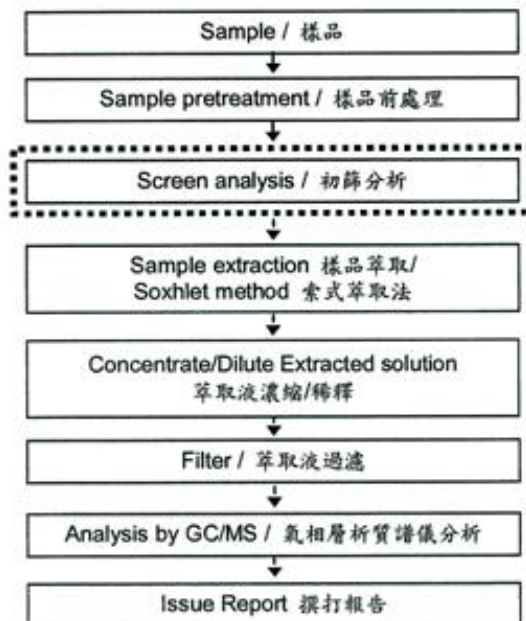 Sample / 樣品
Sample pretreatment / 樣品前處理
Screen analysis / 初篩分析
Sample extraction 樣品萃取/
Soxhlet method 索式萃取法
Concentrate/Dilute Extracted solution
萃取液濃縮/稀釋
Filter / 萃取液過濾
Analysis by GC/MS / 氣相層析質譜儀分析
Issue Report 撰打報告